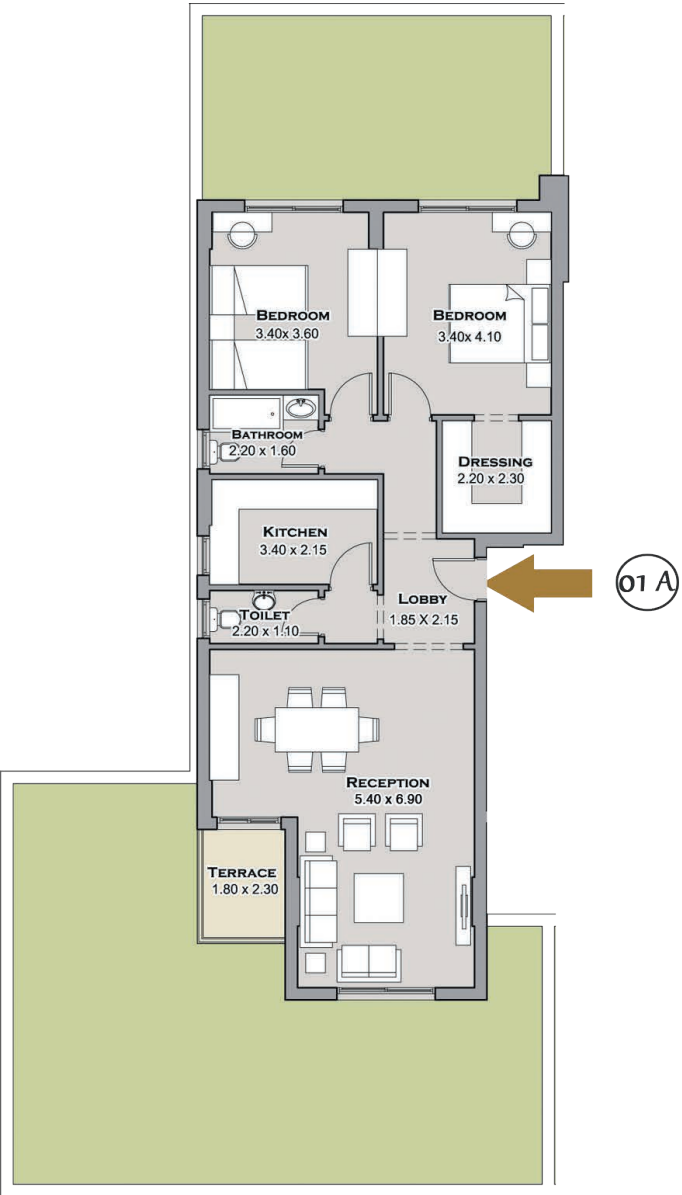 BEDROOM
3.40x 3.60
BEDROOM
3.40x 4.10
BATHROOM
2.20 x 1.60
DRESSING
2.20 x 2.30
KITCHEN
3.40 x 2.15
01 A
LOBBY
1.85 X 2.15
TOILET
2.20 x 1.10
RECEPTION
5.40 x 6.90
TERRACE
1.80 x 2.30